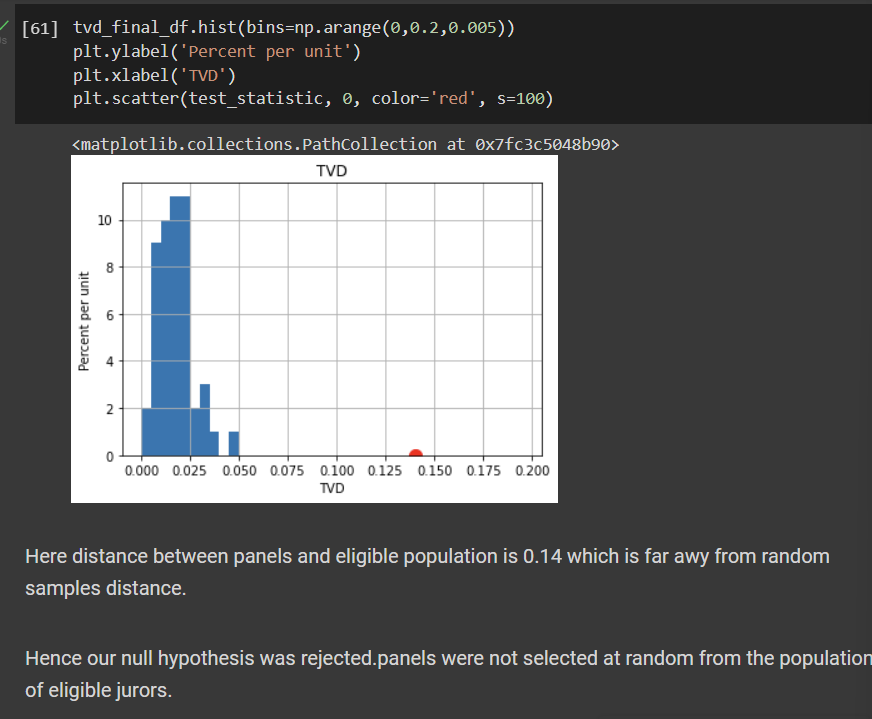 [61] tvd_final_df.hist(bins=np.arange(0,0.2,0.005))
plt.ylabel('Percent per unit')
plt.xlabel('TVD')
plt.scatter(test_statistic, 0, color='red', s=100)
<matplotlib.collections.PathCollection at 0x7fc3c5048b90>
TVD
10
8
6
4
2
0
Percent per unit
0.000 0.025 0.050 0.075 0.100 0.125 0.150 0.175 0.200
TVD
Here distance between panels and eligible population is 0.14 which is far awy from random
samples distance.
Hence our null hypothesis was rejected.panels were not selected at random from the population
of eligible jurors.